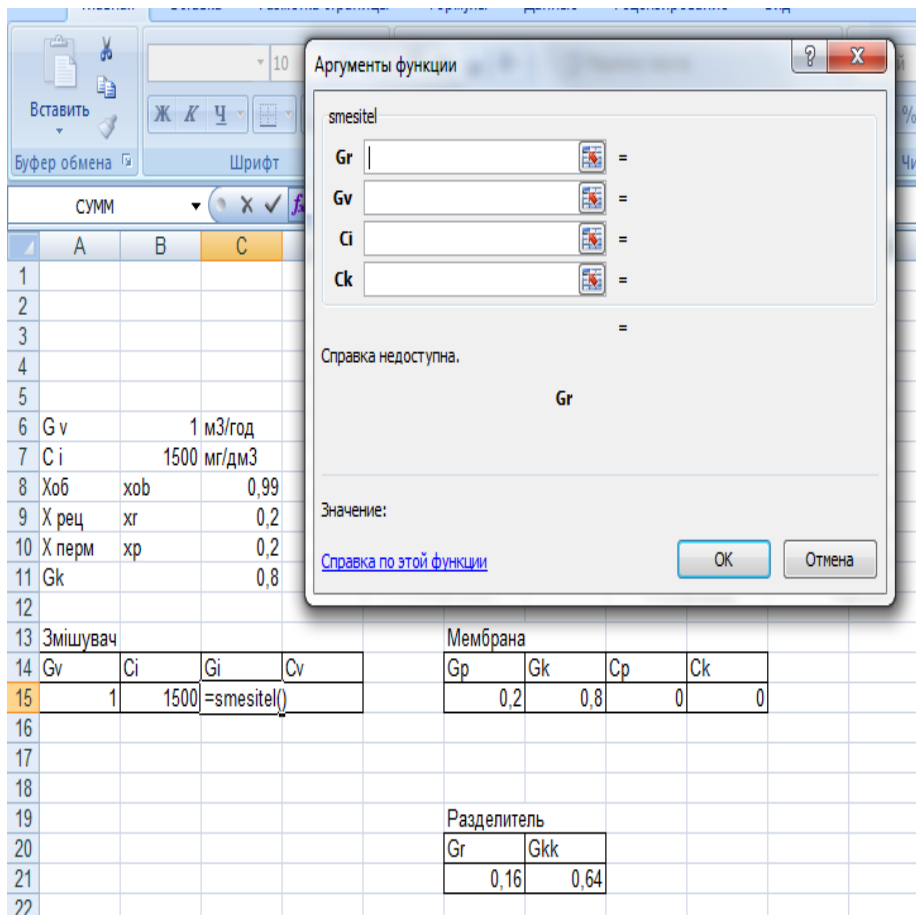 10
Аргументы функции
Вставить
Ж К Ч
%
smesitel
Буфер обмена
Шрифт
Gr =
СУММ
Gv =
Ci =
Ck =
=
Справка недоступна.
Gr
Значение:
Справка по этой функции
ОК Отмена
A B C
1
2
3
4
5
6 G v 1 м3/год
7 C i 1500 мг/дм3
8 Хоб xob 0,99
9 Х рец xr 0,2
10 Х перм xp 0,2
11 Gk 0,8
12
13 Змішувач Мембрана
14 Gv Ci Gi Cv Gp Gk Cp Ck
15 1 1500 =smesitel() 0,2 0,8 0 0
16
17
18
19 Разделитель
20 Gr Gkk
21 0,16 0,64
22